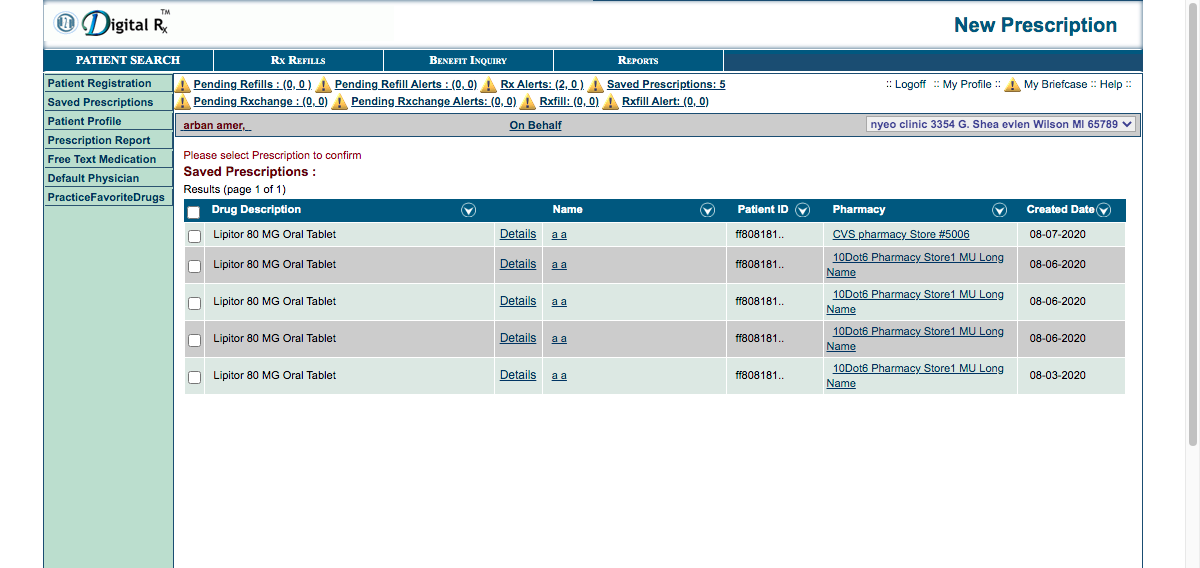 Digital Rx TM
New Prescription
PATIENT SEARCH RX REFILLS BENEFIT INQUIRY REPORTS
Patient Registration
Saved Prescriptions
Patient Profile
Prescription Report
Free Text Medication
Default Physician
PracticeFavoriteDrugs
Pending Refills : (0, 0 ) Pending Refill Alerts : (0, 0) Rx Alerts: (2, 0 ) Saved Prescriptions: 5
:: Logoff :: My Profile :: My Briefcase :: Help ::
Pending Rxchange : (0, 0) Pending Rxchange Alerts: (0, 0) Rxfill: (0, 0) Rxfill Alert: (0, 0)
arban amer, On Behalf nyeo clinic 3354 G. Shea evlen Wilson MI 65789
Please select Prescription to confirm
Saved Prescriptions :
Results (page 1 of 1)
Drug Description Name Patient ID Pharmacy Created Date
Lipitor 80 MG Oral Tablet Details a a ff808181.. CVS pharmacy Store #5006 08-07-2020
Lipitor 80 MG Oral Tablet Details a a ff808181.. 10Dot6 Pharmacy Store1 MU Long Name 08-06-2020
Lipitor 80 MG Oral Tablet Details a a ff808181.. 10Dot6 Pharmacy Store1 MU Long Name 08-06-2020
Lipitor 80 MG Oral Tablet Details a a ff808181.. 10Dot6 Pharmacy Store1 MU Long Name 08-06-2020
Lipitor 80 MG Oral Tablet Details a a ff808181.. 10Dot6 Pharmacy Store1 MU Long Name 08-03-2020